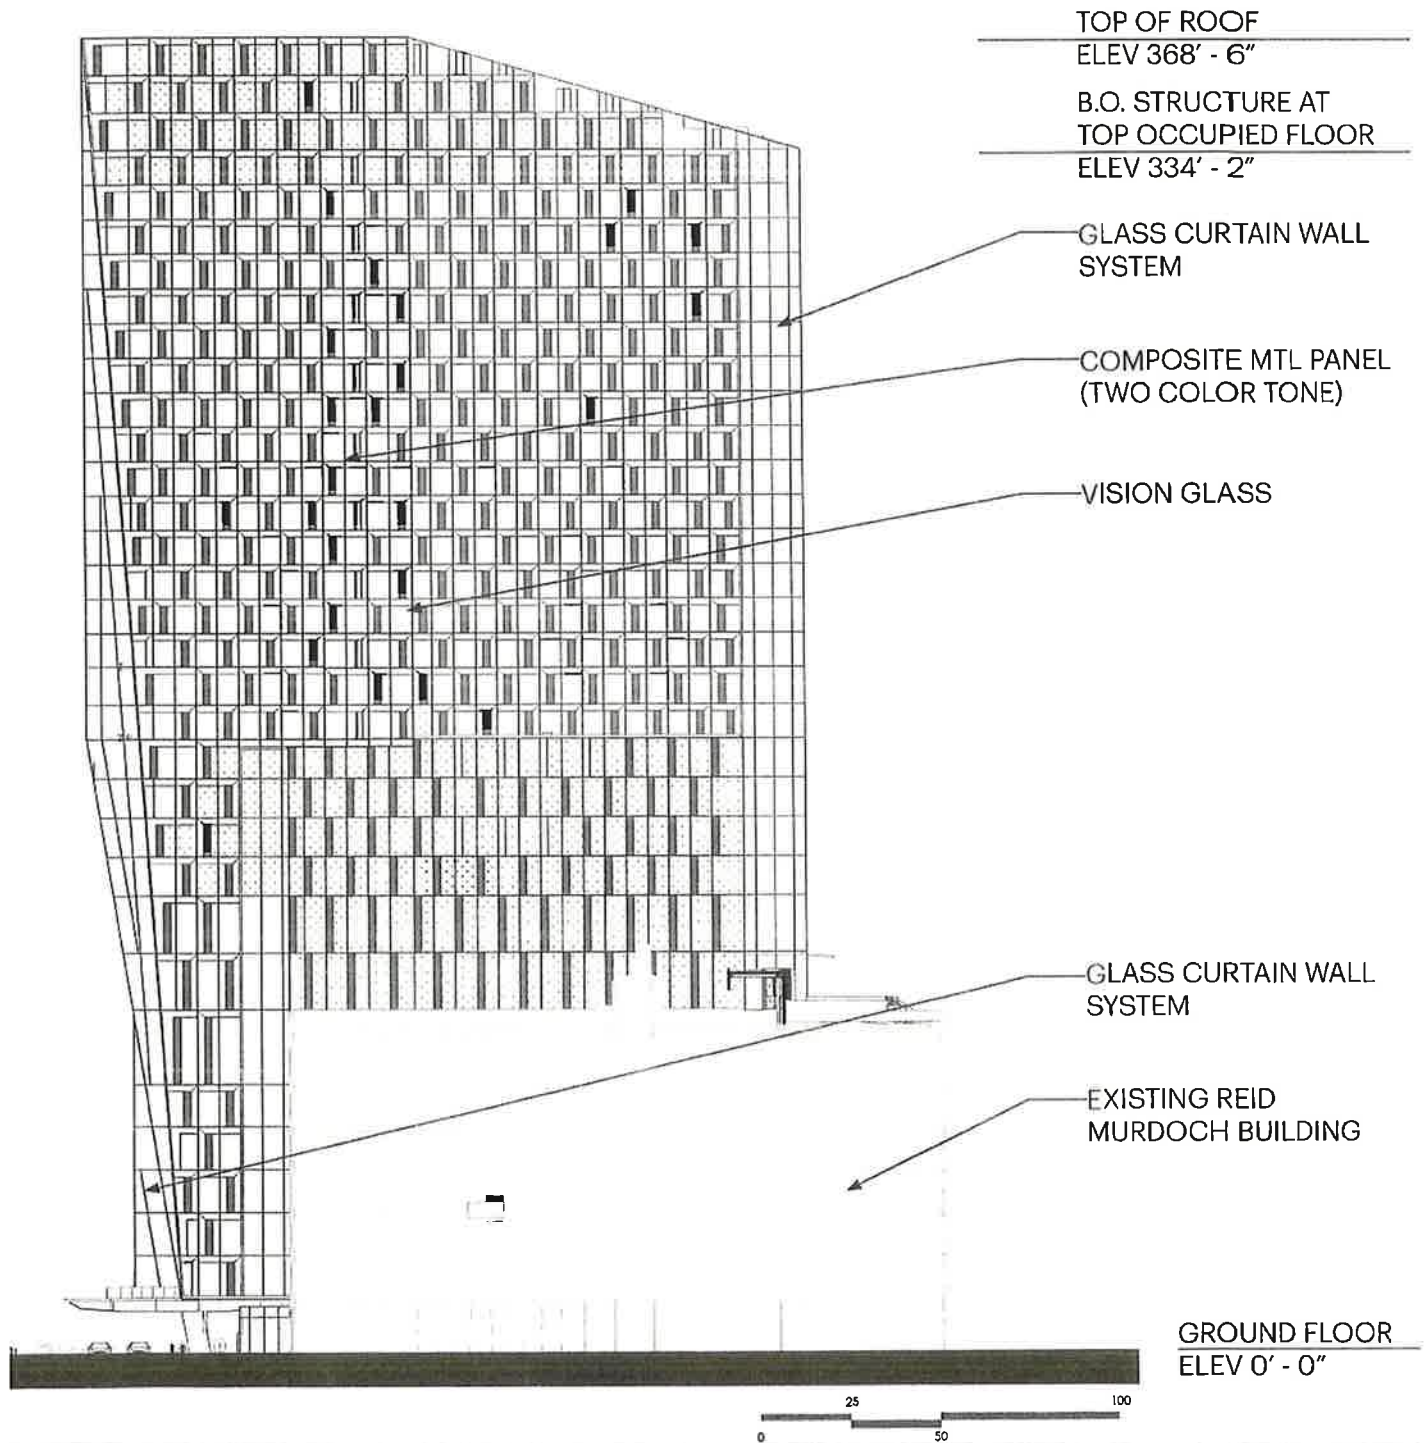 TOP OF ROOF
ELEV 368' - 6"
B.O. STRUCTURE AT
TOP OCCUPIED FLOOR
ELEV 334' - 2"
GLASS CURTAIN WALL
SYSTEM
COMPOSITE MTL PANEL
(TWO COLOR TONE)
VISION GLASS
GLASS CURTAIN WALL
SYSTEM
EXISTING REID
MURDOCH BUILDING
GROUND FLOOR
ELEV 0' - 0"
25 100
0 50